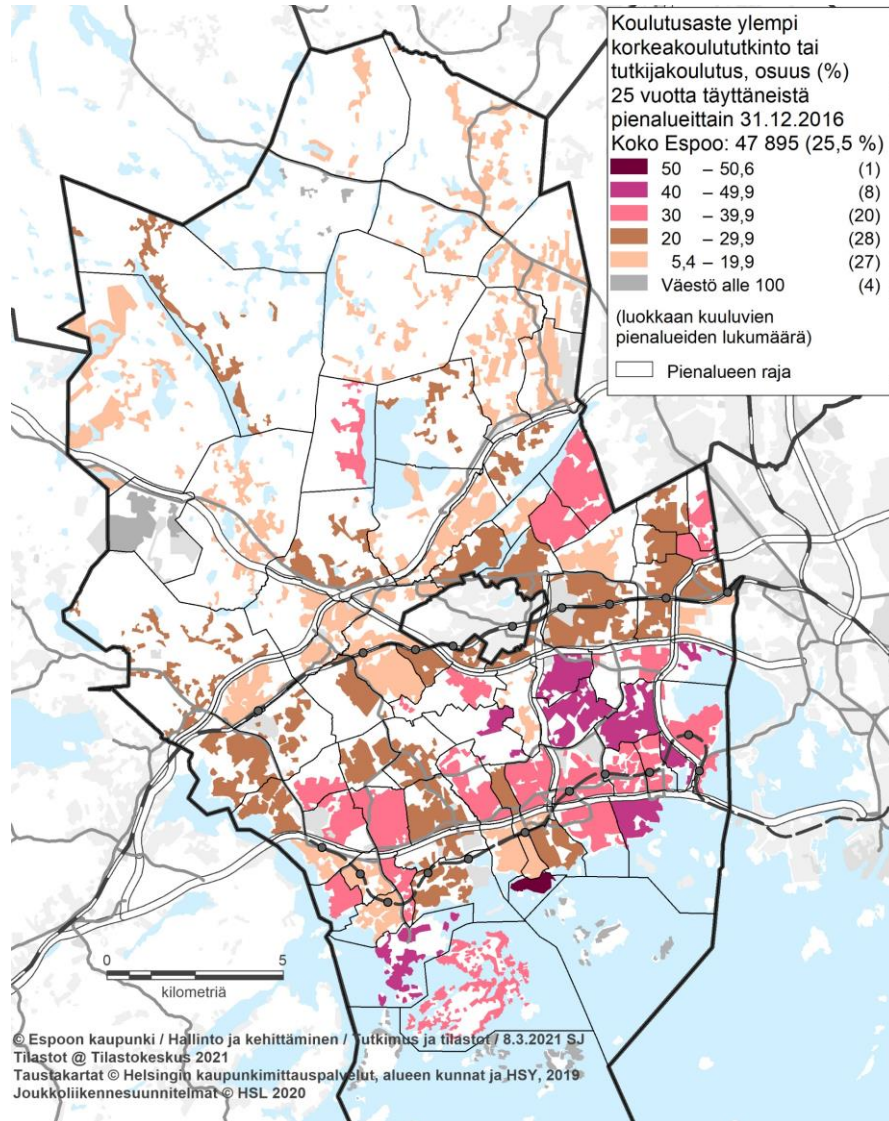 Koulutusaste ylempi
korkeakoulututkinto tai
tutkijakoulutus, osuus (%)
25 vuotta täyttäneistä
pienalueittain 31.12.2016
Koko Espoo: 47 895 (25,5 %)
50 – 50,6 (1)
40 – 49,9 (8)
30 – 39,9 (20)
20 – 29,9 (28)
5,4 – 19,9 (27)
Väestö alle 100 (4)
(luokkaan kuuluvien
pienalueiden lukumäärä)
Pienalueen raja
0 5
kilometriä
© Espoon kaupunki / Hallinto ja kehittäminen / Tutkimus ja tilastot / 8.3.2021 SJ
Tilastot @ Tilastokeskus 2021
Taustakartat © Helsingin kaupunkimittauspalvelut, alueen kunnat ja HSY, 2019
Joukkoliikennesuunnitelmat © HSL 2020